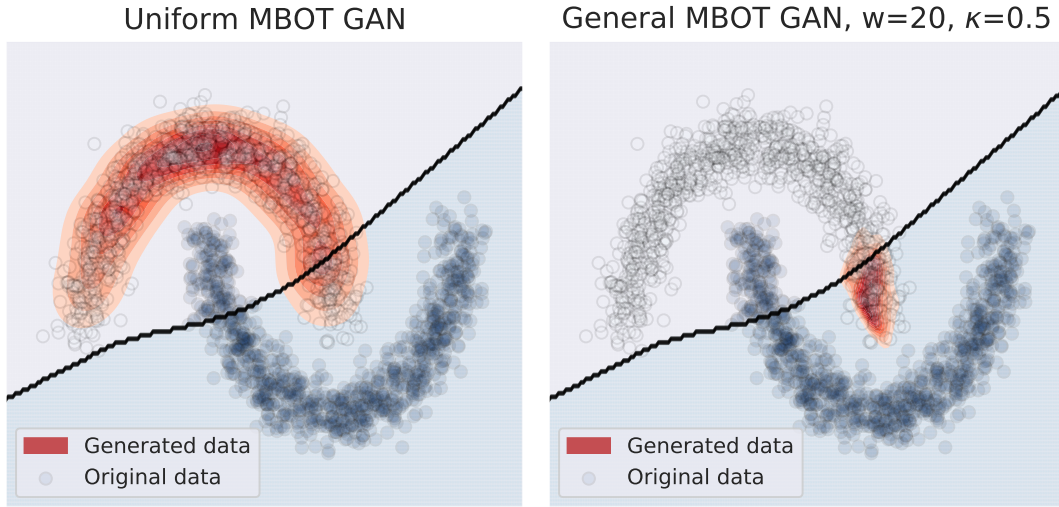 Uniform MBOT GAN
General MBOT GAN, w=20, κ=0.5
Generated data
Original data
Generated data
Original data